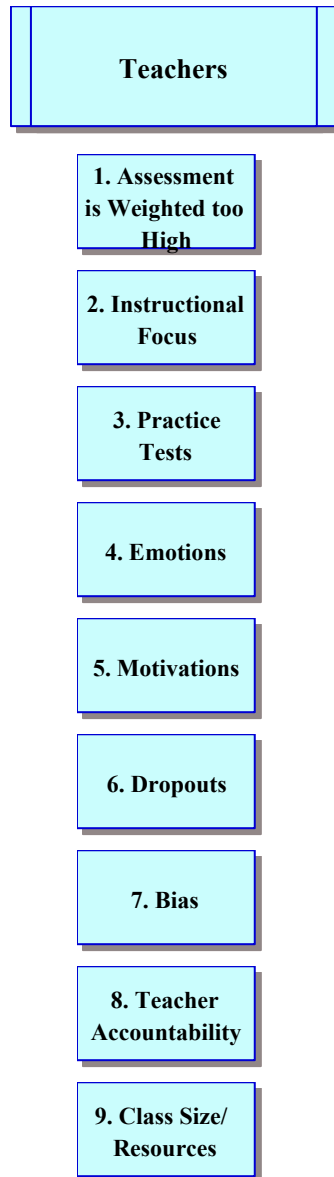 Teachers
1. Assessment
is Weighted too
High
2. Instructional
Focus
3. Practice
Tests
4. Emotions
5. Motivations
6. Dropouts
7. Bias
8. Teacher
Accountability
9. Class Size/
Resources